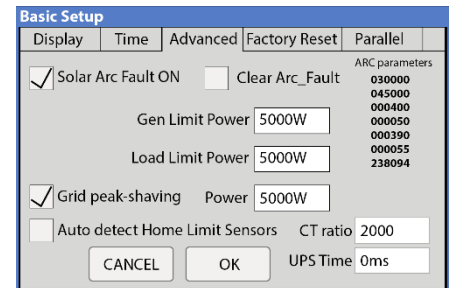 Basic Setup
Display Time Advanced Factory Reset Parallel
ARC parameters
Solar Arc Fault ON Clear Arc_Fault
030000
045000
000400
000050
000390
000055
238094
Gen Limit Power 5000W
Load Limit Power 5000W
Grid peak-shaving Power 5000W
Auto detect Home Limit Sensors CT ratio 2000
CANCEL OK UPS Time 0ms